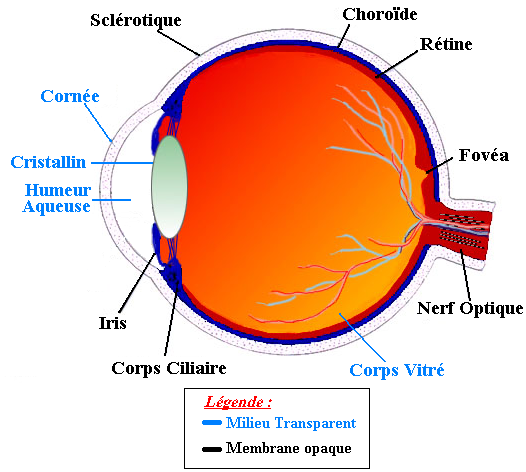 Choroïde
Sclérotique
Rétine
Cornée
Cristallin
Fovéa
Humeur
Aqueuse
Nerf Optique
Iris
Corps Ciliaire
Corps Vitré
Légende :
Milieu Transparent
Membrane opaque